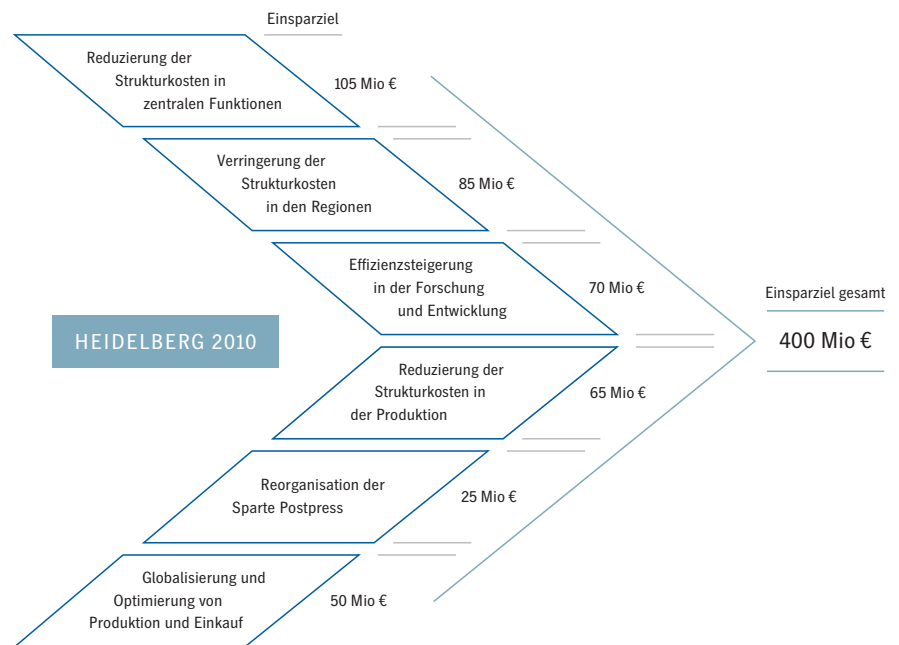 Einsparziel
Reduzierung der
Strukturkosten in
zentralen Funktionen
105 Mio €
Verringerung der
Strukturkosten
in den Regionen
85 Mio €
Effizienzsteigerung
in der Forschung
und Entwicklung
70 Mio €
Einsparziel gesamt
400 Mio €
HEIDELBERG 2010
Reduzierung der
Strukturkosten in
der Produktion
65 Mio €
Reorganisation der
Sparte Postpress
25 Mio €
Globalisierung und
Optimierung von
Produktion und Einkauf
50 Mio €